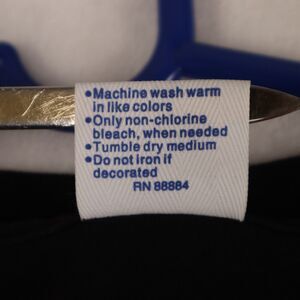 •Machine wash warm
in like colors
•Only non-chlorine
bleach, when needed
•Tumble dry medium
•Do not iron if
decorated
RN 88884